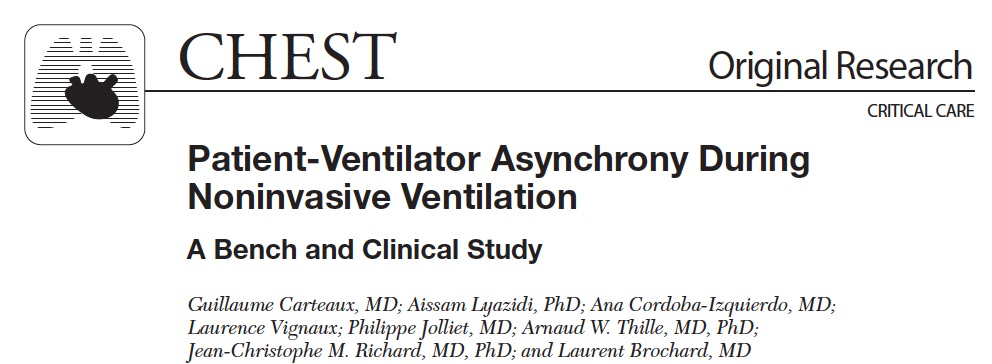 CHEST
Original Research
CRITICAL CARE
Patient-Ventilator Asynchrony During
Noninvasive Ventilation
A Bench and Clinical Study
Guillaume Carteaux, MD; Aissam Lyazidi, PhD; Ana Cordoba-Izquierdo, MD;
Laurence Vignaux; Philippe Jolliet, MD; Arnaud W. Thille, MD, PhD;
Jean-Christophe M. Richard, MD, PhD; and Laurent Brochard, MD